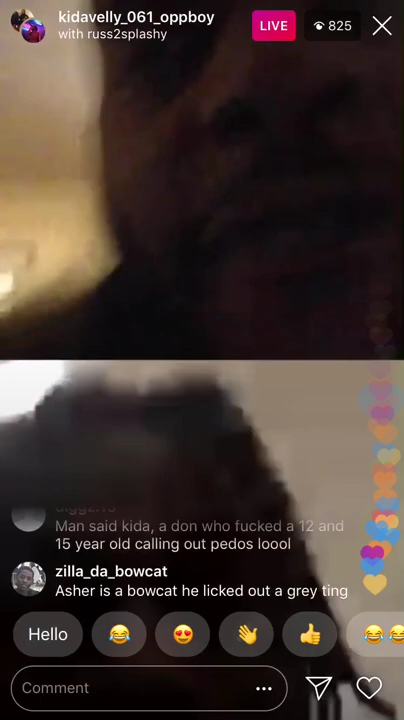 kidavelly_061_oppboy
with russ2splashy
LIVE
825
Man said kida, a don who fucked a 12 and
15 year old calling out pedos loool
zilla_da_bowcat
Asher is a bowcat he licked out a grey ting
Hello
Comment